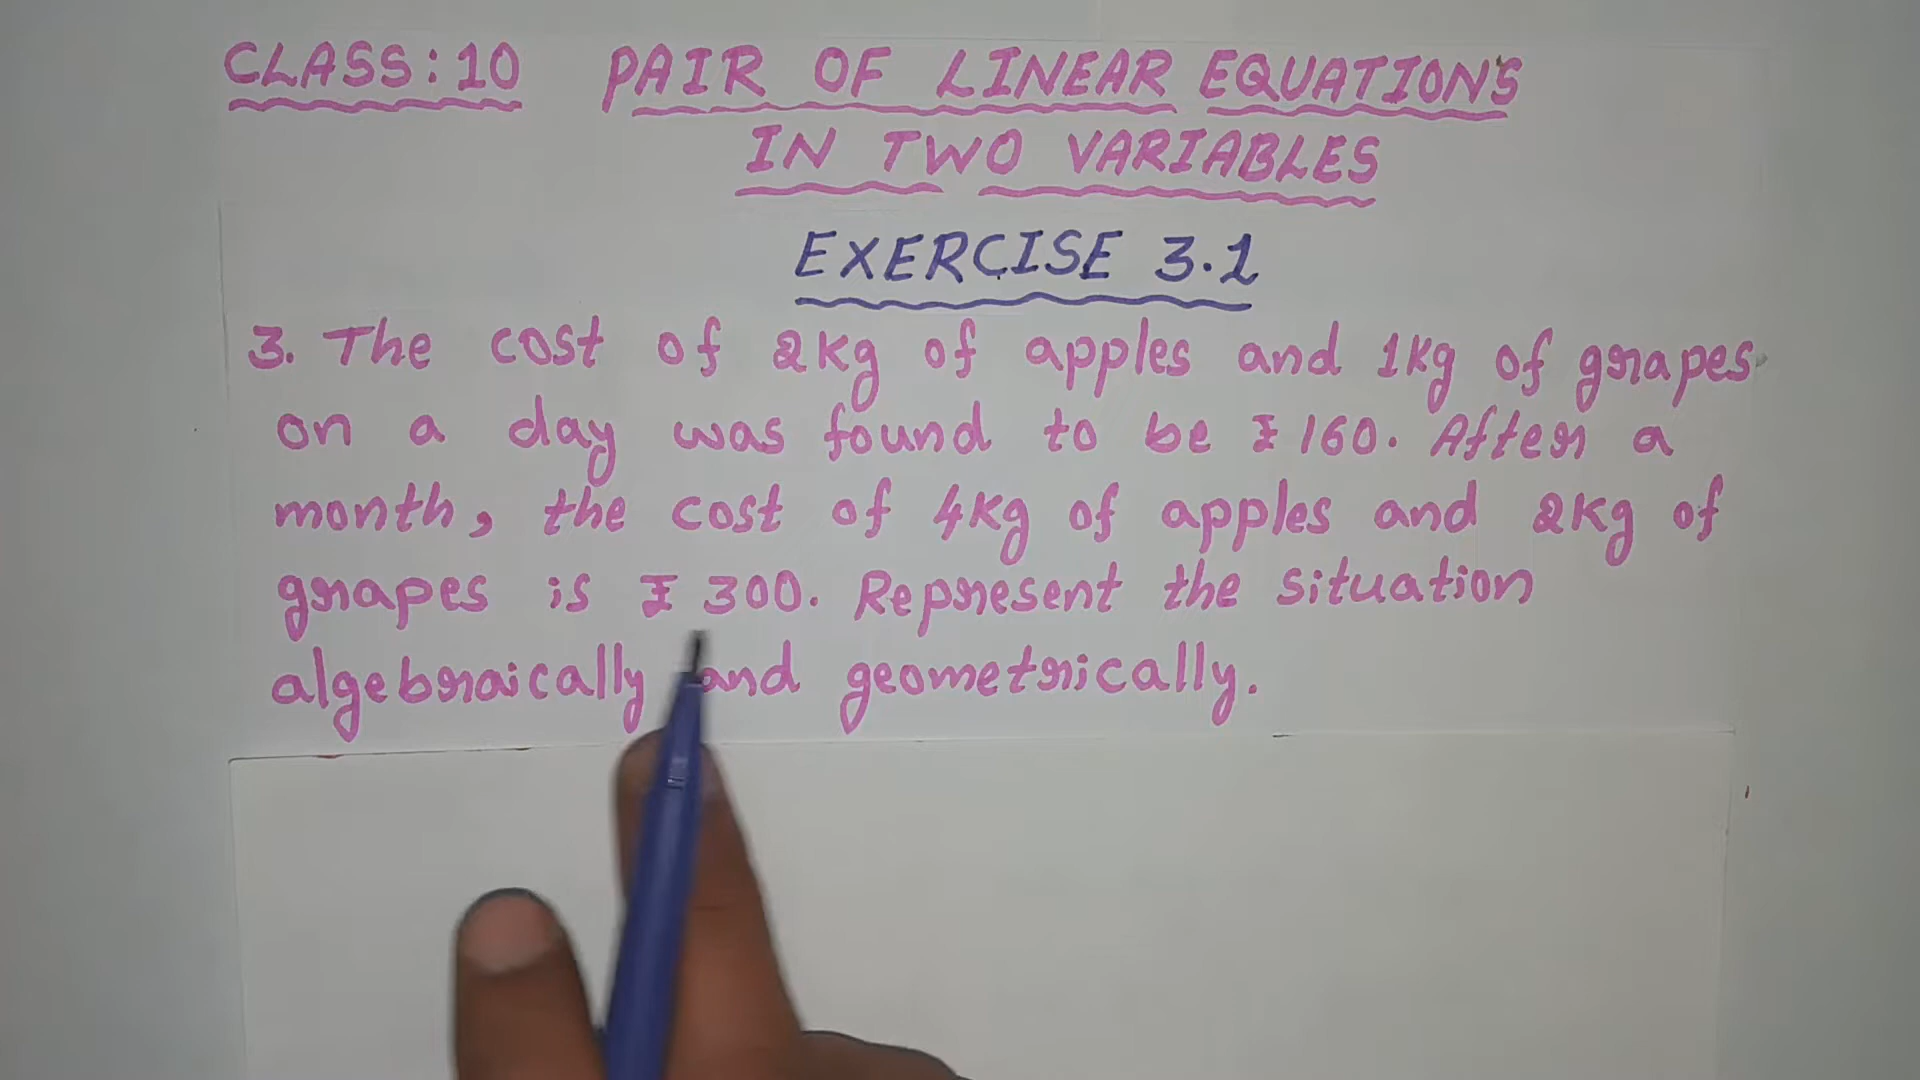 CLASS:10 PAIR OF LINEAR EQUATIONS
IN TWO VARIABLES
EXERCISE 3.1
3. The cost of 2kg of apples and 1kg of grapes
on a day was found to be ₹160. After a
month, the cost of 4kg of apples and 2kg of
grapes is ₹ 300. Represent the situation
algebraically and geometrically.